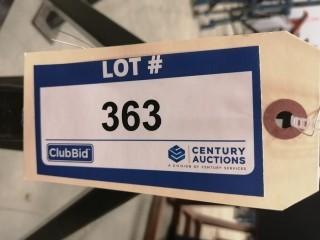 LOT #
363
ClubBid
CENTURY
AUCTIONS
A DIVISION OF CENTURY SERVICES